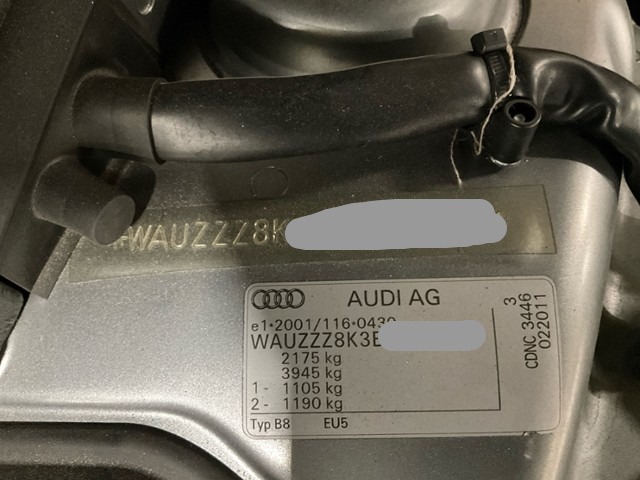 WAUZZZ8K
AUDI AG
e1*2001/116*0430
WAUZZZ8K3B
2175 kg
3945 kg
1- 1105 kg
2- 1190 kg
Typ B8 EU5
CDNC 3446 3
022011